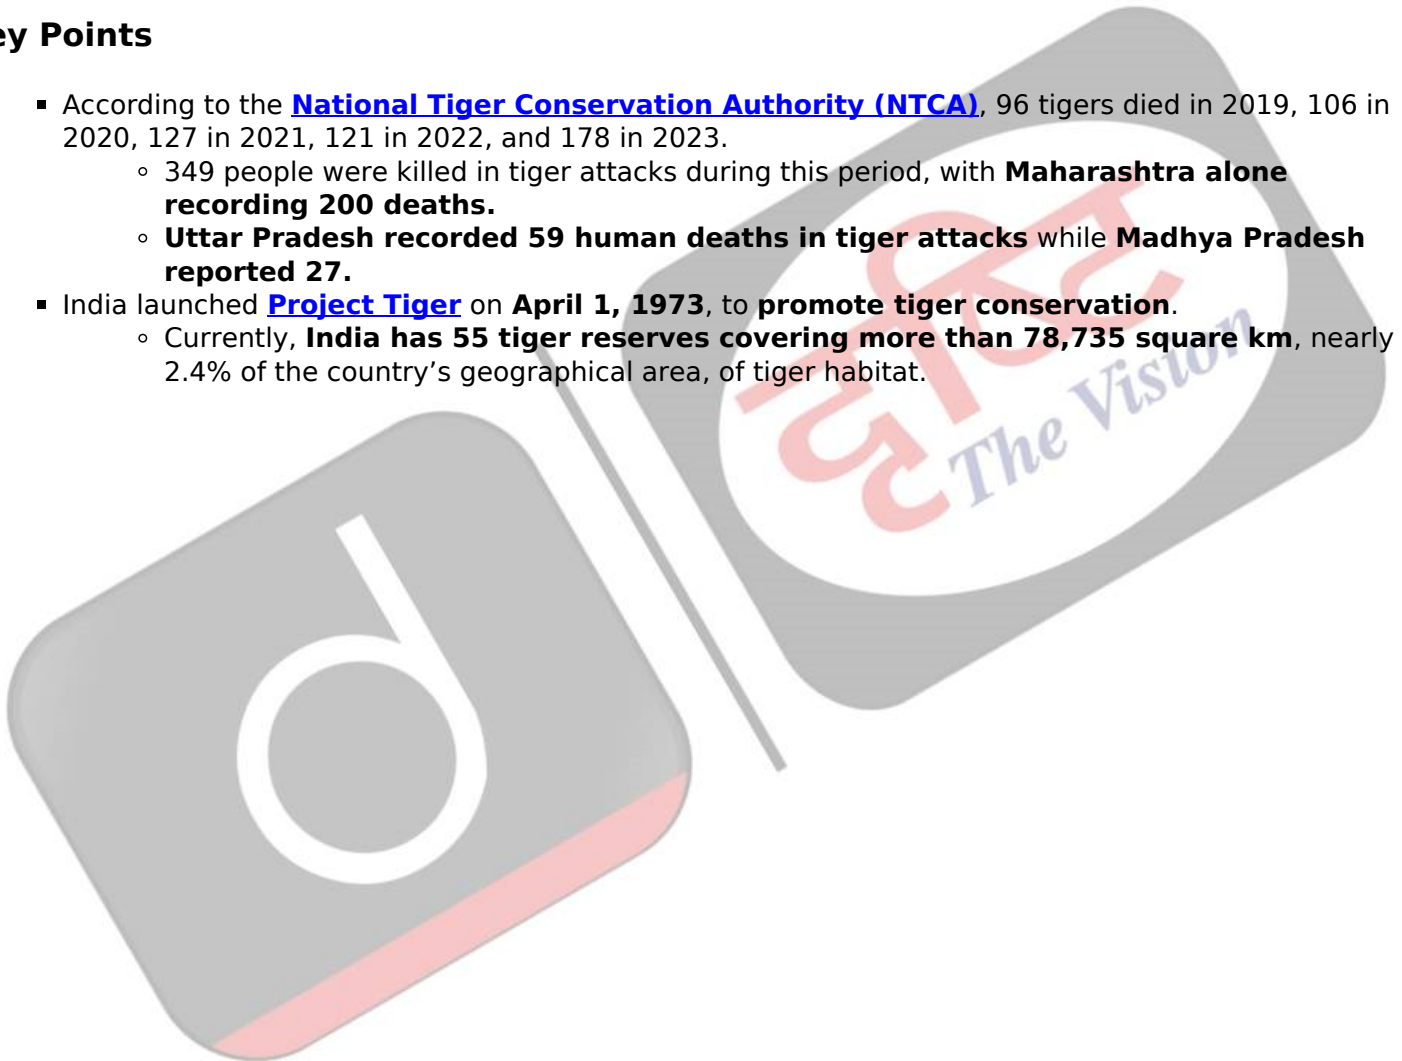 ey Points
▪ According to the National Tiger Conservation Authority (NTCA), 96 tigers died in 2019, 106 in
2020, 127 in 2021, 121 in 2022, and 178 in 2023.
◦ 349 people were killed in tiger attacks during this period, with Maharashtra alone
recording 200 deaths.
◦ Uttar Pradesh recorded 59 human deaths in tiger attacks while Madhya Pradesh
reported 27.
▪ India launched Project Tiger on April 1, 1973, to promote tiger conservation.
◦ Currently, India has 55 tiger reserves covering more than 78,735 square km, nearly
2.4% of the country’s geographical area, of tiger habitat.
दृष्टि
The Vision
d